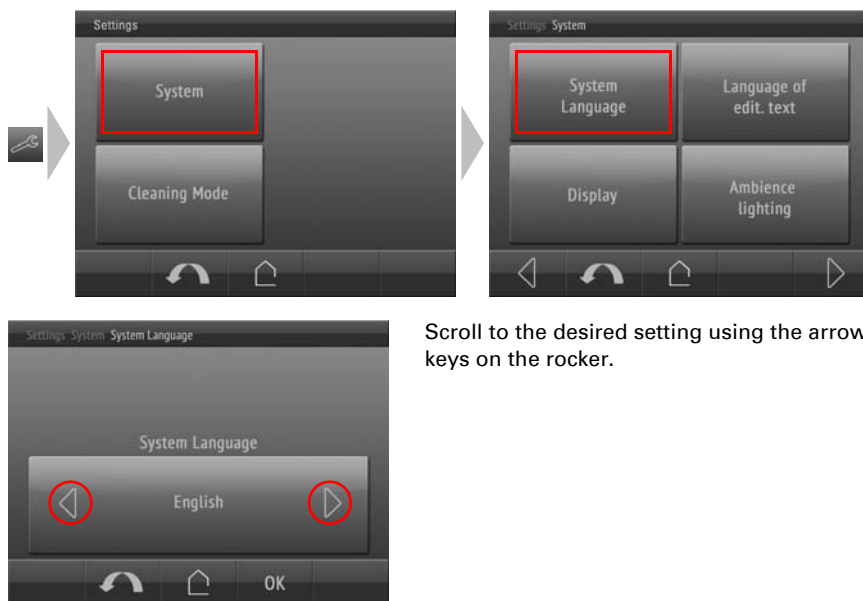 Settings
System
Cleaning Mode
Settings System
System
Language
Language of
edit. text
Display
Ambience
lighting
Settings System System Language
System Language
English
OK
Scroll to the desired setting using the arrow
keys on the rocker.